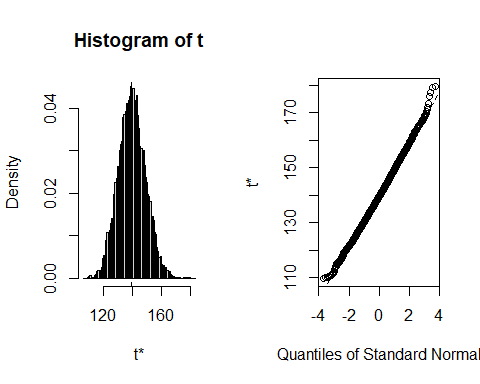 Histogram of t
Density
0.00
0.02
0.04
120
160
t*
t*
110
130
150
170
-4
-2
0
2
4
Quantiles of Standard Normal